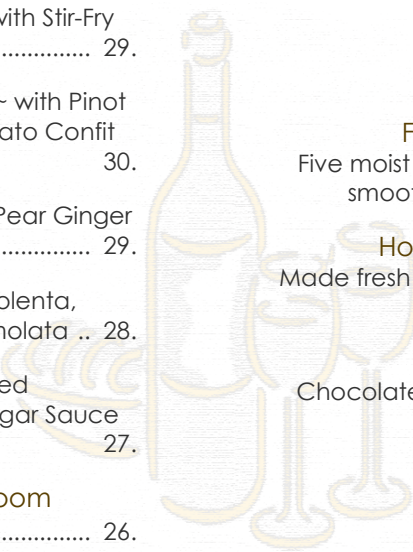 with Stir-Fry
................ 29.
~ with Pinot
ato Confit
30.
Pear Ginger
................ 29.
olenta,
nolata .. 28.
ed
gar Sauce
27.
oom
................ 26.
F
Five moist
smoot
Ho
Made fresh
Chocolate